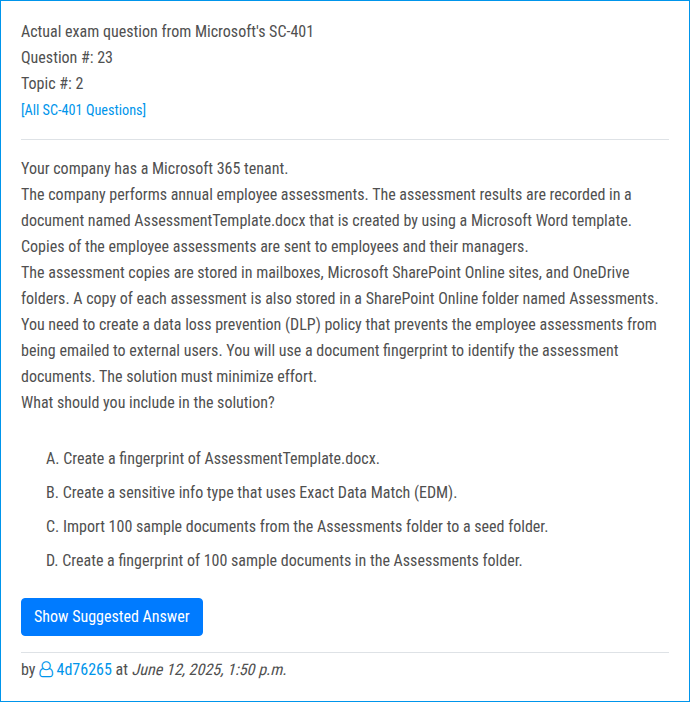 Actual exam question from Microsoft's SC-401
Question #: 23
Topic #: 2
[All SC-401 Questions]
Your company has a Microsoft 365 tenant.
The company performs annual employee assessments. The assessment results are recorded in a
document named AssessmentTemplate.docx that is created by using a Microsoft Word template.
Copies of the employee assessments are sent to employees and their managers.
The assessment copies are stored in mailboxes, Microsoft SharePoint Online sites, and OneDrive
folders. A copy of each assessment is also stored in a SharePoint Online folder named Assessments.
You need to create a data loss prevention (DLP) policy that prevents the employee assessments from
being emailed to external users. You will use a document fingerprint to identify the assessment
documents. The solution must minimize effort.
What should you include in the solution?
A. Create a fingerprint of AssessmentTemplate.docx.
B. Create a sensitive info type that uses Exact Data Match (EDM).
C. Import 100 sample documents from the Assessments folder to a seed folder.
D. Create a fingerprint of 100 sample documents in the Assessments folder.
Show Suggested Answer
by 4d76265 at June 12, 2025, 1:50 p.m.